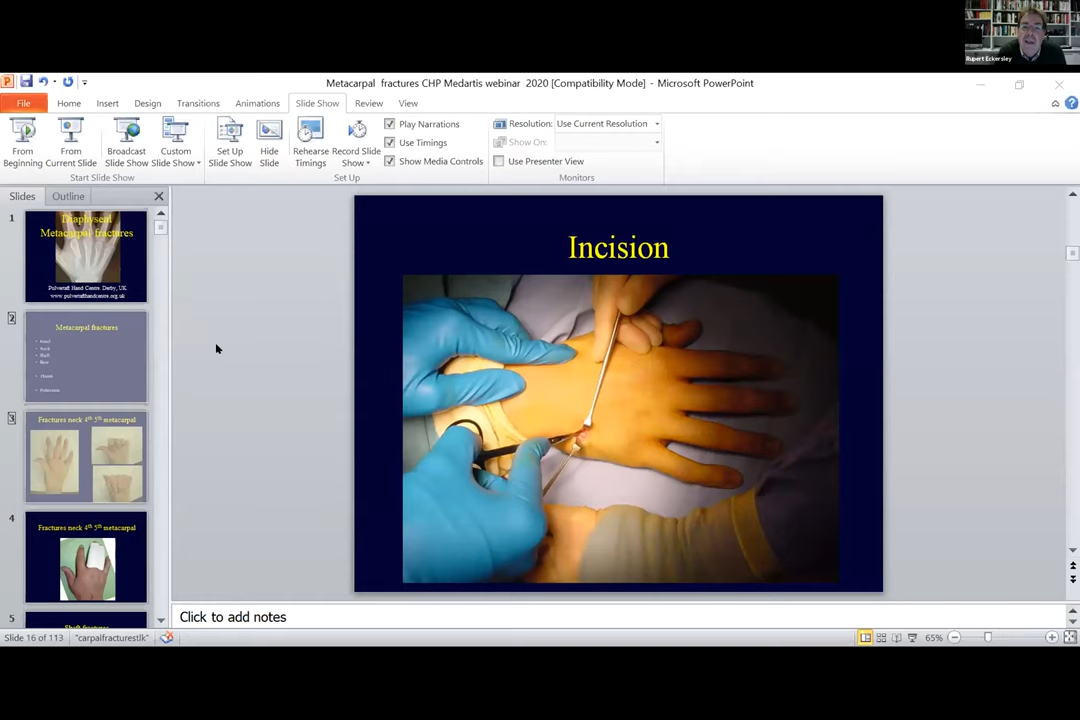 Rupert Eckersley
Metacarpal fractures CHP Medartis webinar 2020 [Compatibility Mode] - Microsoft PowerPoint
File Home Insert Design Transitions Animations Slide Show Review View
From Beginning
From Current Slide
Broadcast Slide Show
Custom Slide Show
Set Up Slide Show
Hide Slide
Rehearse Timings
Record Slide Show
Play Narrations
Use Timings
Show Media Controls
Resolution: Use Current Resolution
Show On:
Use Presenter View
Start Slide Show
Set Up
Monitors
Slides Outline
1
Diaphyseal
Metacarpal fractures
Pulvertaft Hand Centre. Derby, UK
www.pulvertafthandcentre.org.uk
2
Metacarpal fractures
3
Fractures neck 4th 5th metacarpal
4
Fractures neck 4th 5th metacarpal
5
Incision
Click to add notes
Slide 16 of 113
"carpalfracturestlk"
65%